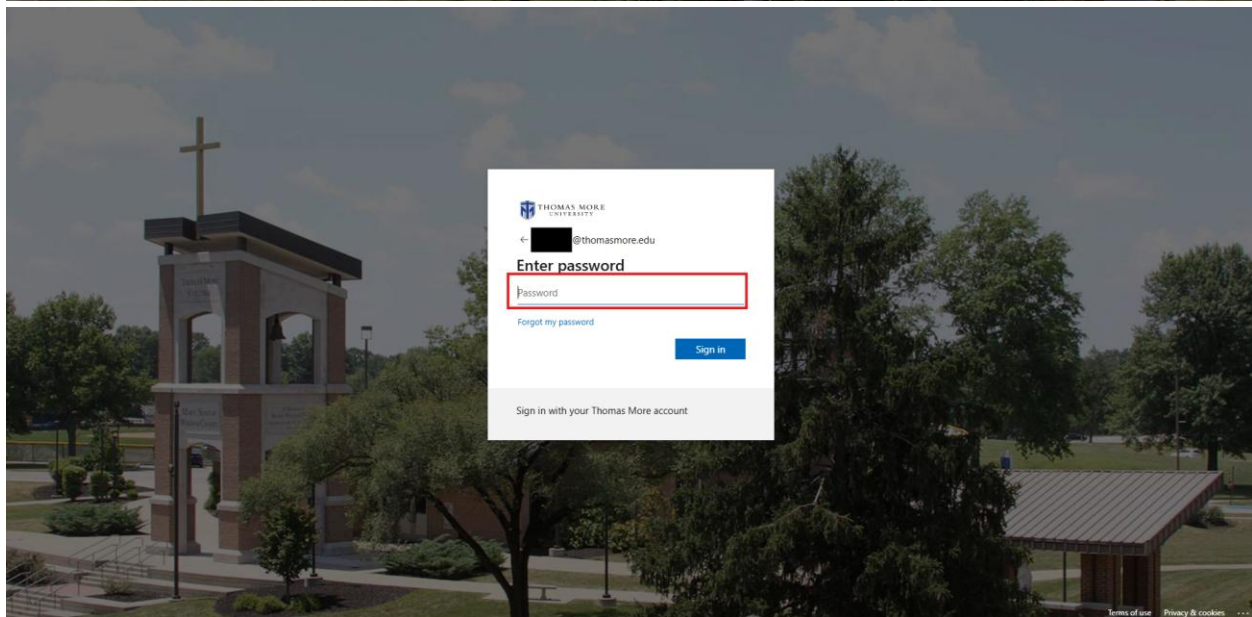 THOMAS MORE
UNIVERSITY
← @thomasmore.edu
Enter password
Password
Forgot my password
Sign in
Sign in with your Thomas More account
Terms of use Privacy & cookies ...